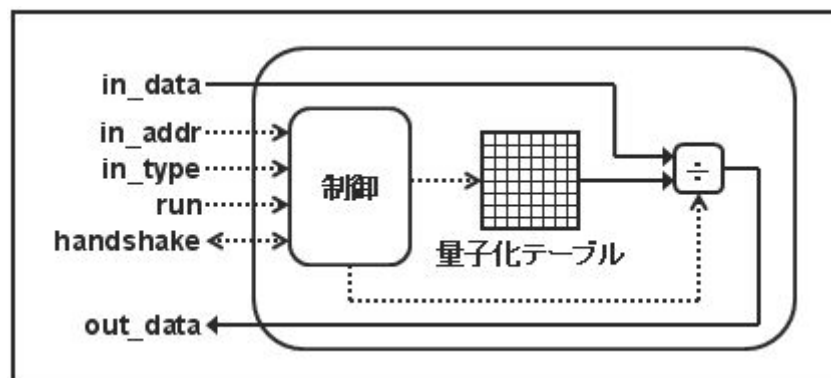 in_data
in_addr
in_type
run
handshake
制御
÷
量子化テーブル
out_data